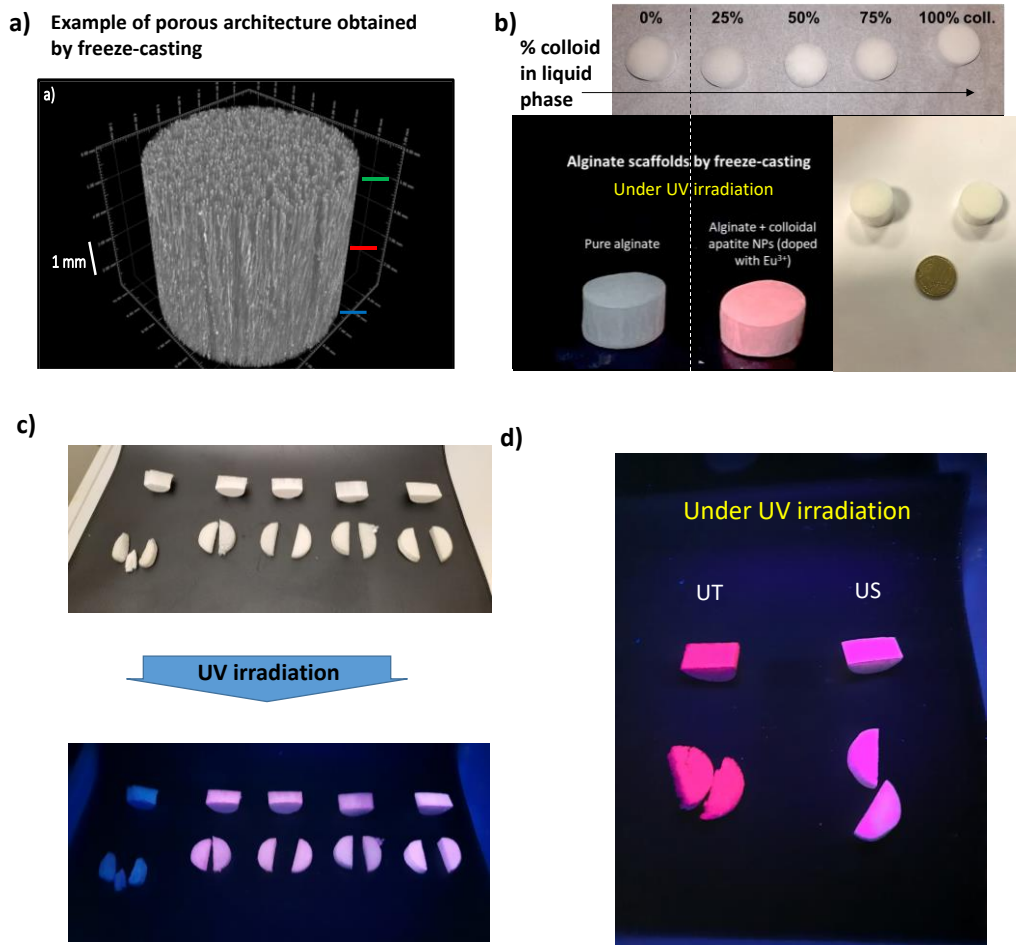 a) Example of porous architecture obtained
by freeze-casting
a)
1 mm
b)
0% 25% 50% 75% 100% coll.
% colloid
in liquid
phase
Alginate scaffolds by freeze-casting
Under UV irradiation
Pure alginate
Alginate + colloidal
apatite NPs (doped
with Eu³⁺)
c)
UV irradiation
d)
Under UV irradiation
UT US